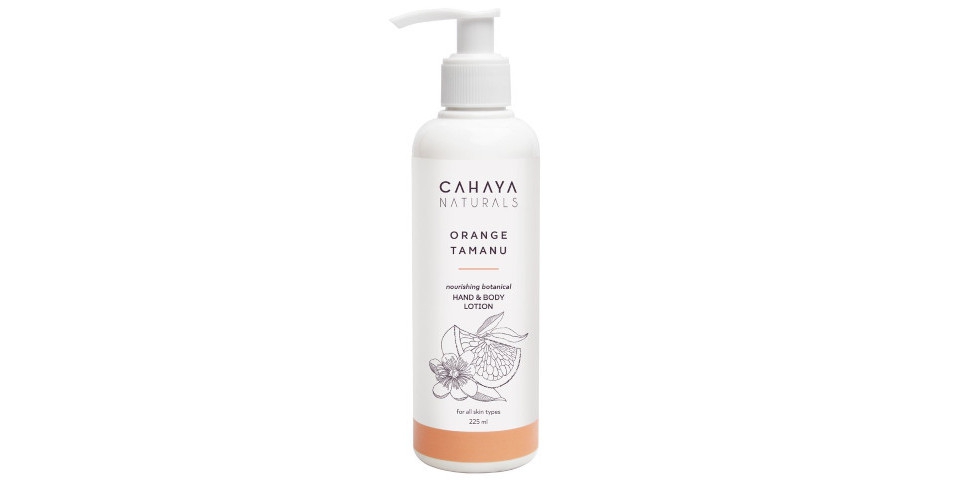 CAHAYA
NATURALS
ORANGE
TAMANU
nourishing botanical
HAND & BODY
LOTION
for all skin types
225 ml